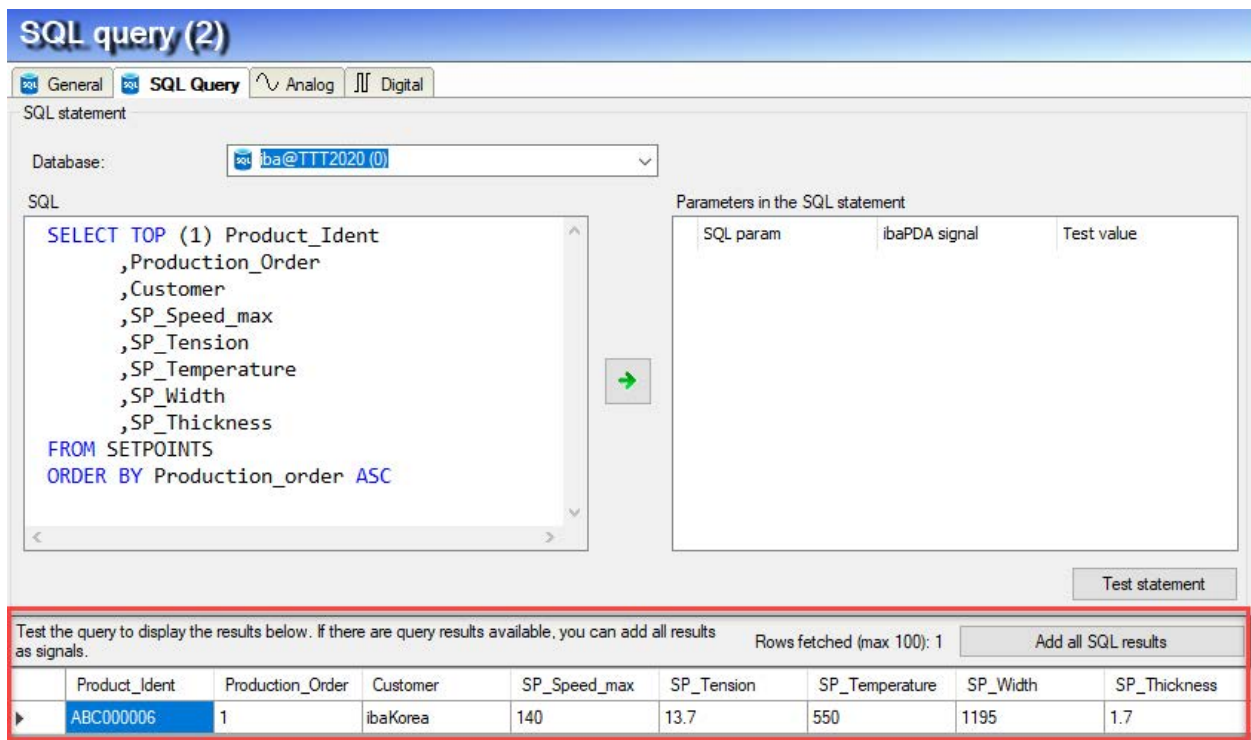 SQL query (2)
General SQL Query Analog Digital
SQL statement
Database: iba@TTT2020 (0)
SQL
SELECT TOP (1) Product_Ident
,Production_Order
,Customer
,SP_Speed_max
,SP_Tension
,SP_Temperature
,SP_Width
,SP_Thickness
FROM SETPOINTS
ORDER BY Production_order ASC
Parameters in the SQL statement
SQL param ibaPDA signal Test value
Test statement
Test the query to display the results below. If there are query results available, you can add all results
as signals.
Rows fetched (max 100): 1 Add all SQL results
Product_Ident Production_Order Customer SP_Speed_max SP_Tension SP_Temperature SP_Width SP_Thickness
ABC000006 1 ibaKorea 140 13.7 550 1195 1.7